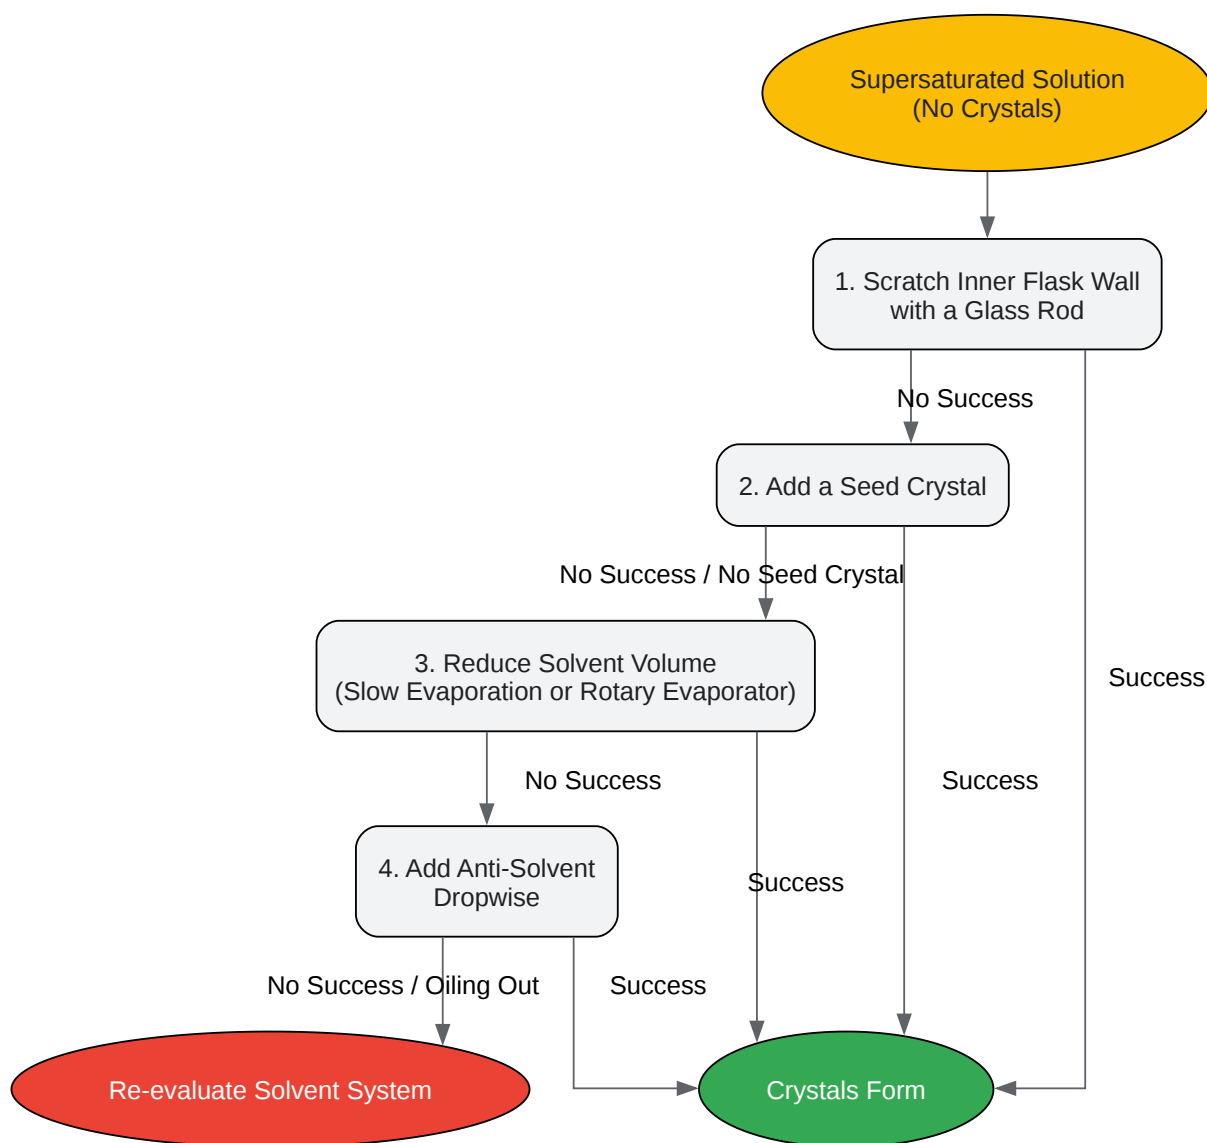 Supersaturated Solution
(No Crystals)
1. Scratch Inner Flask Wall
with a Glass Rod
No Success
2. Add a Seed Crystal
No Success / No Seed Crystal
3. Reduce Solvent Volume
(Slow Evaporation or Rotary Evaporator)
Success
No Success
Success
4. Add Anti-Solvent
Dropwise
Success
No Success / Oiling Out
Success
Re-evaluate Solvent System
Crystals Form